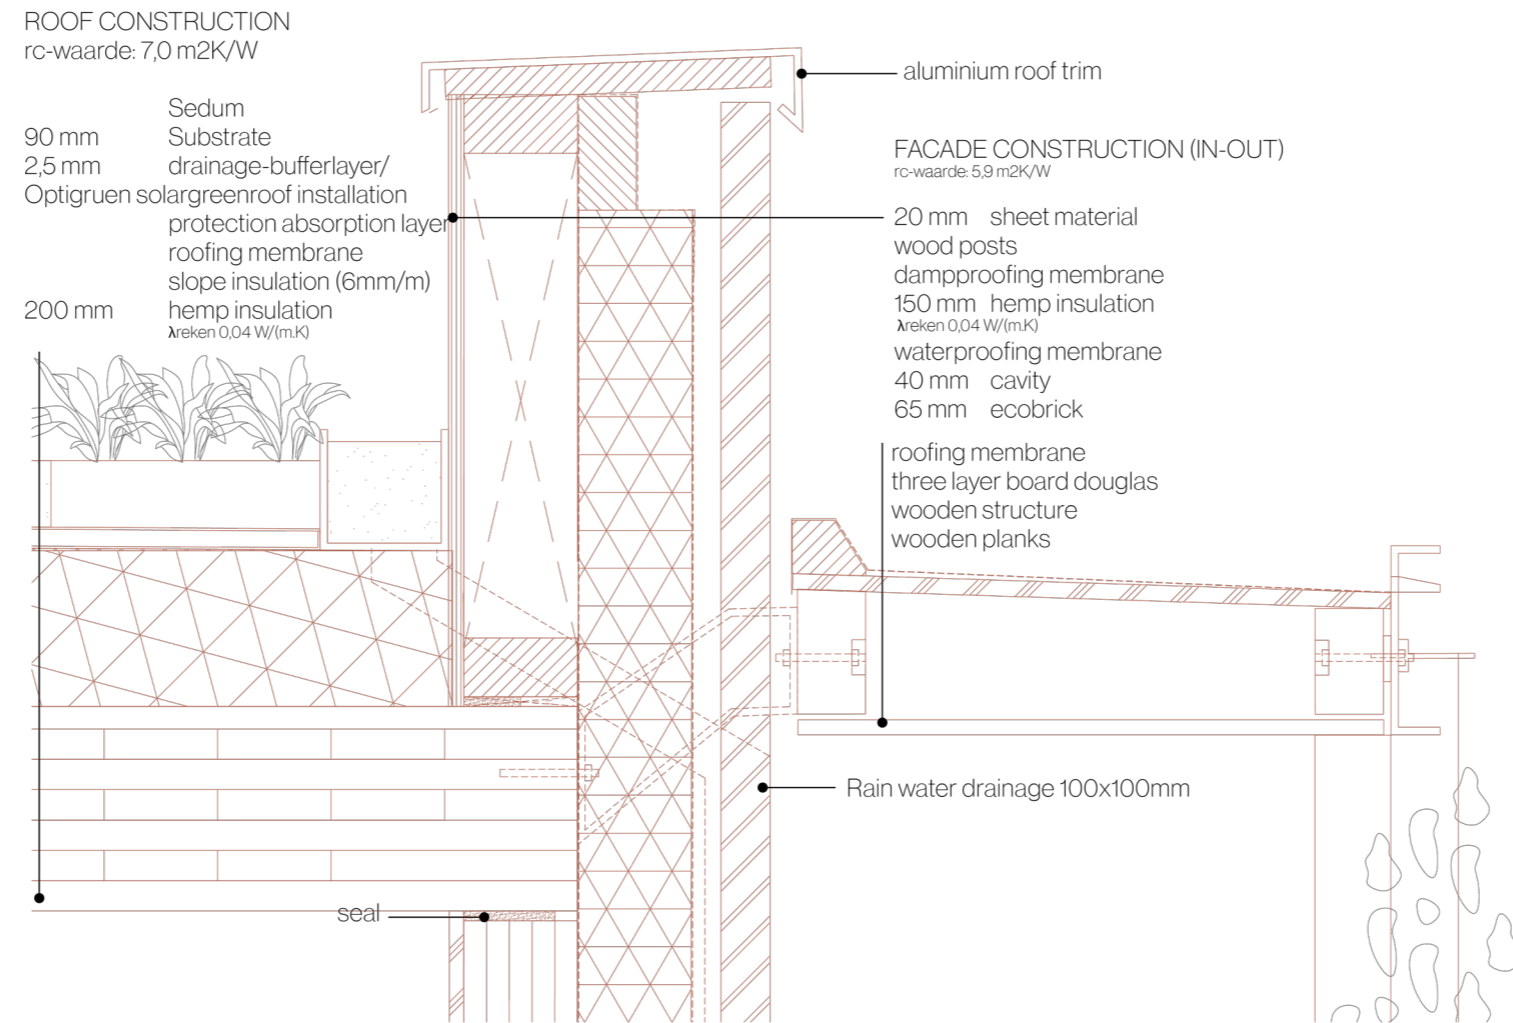 ROOF CONSTRUCTION
rc-waarde: 7,0 m2K/W
Sedum
90 mm Substrate
2,5 mm drainage-bufferlayer/
Optigruen solargreenroof installation
protection absorption layer
roofing membrane
slope insulation (6mm/m)
200 mm hemp insulation
λreken 0,04 W/(m.K)
aluminium roof trim
FACADE CONSTRUCTION (IN-OUT)
rc-waarde: 5,9 m2K/W
20 mm sheet material
wood posts
dampproofing membrane
150 mm hemp insulation
λreken 0,04 W/(m.K)
waterproofing membrane
40 mm cavity
65 mm ecobrick
roofing membrane
three layer board douglas
wooden structure
wooden planks
Rain water drainage 100x100mm
seal